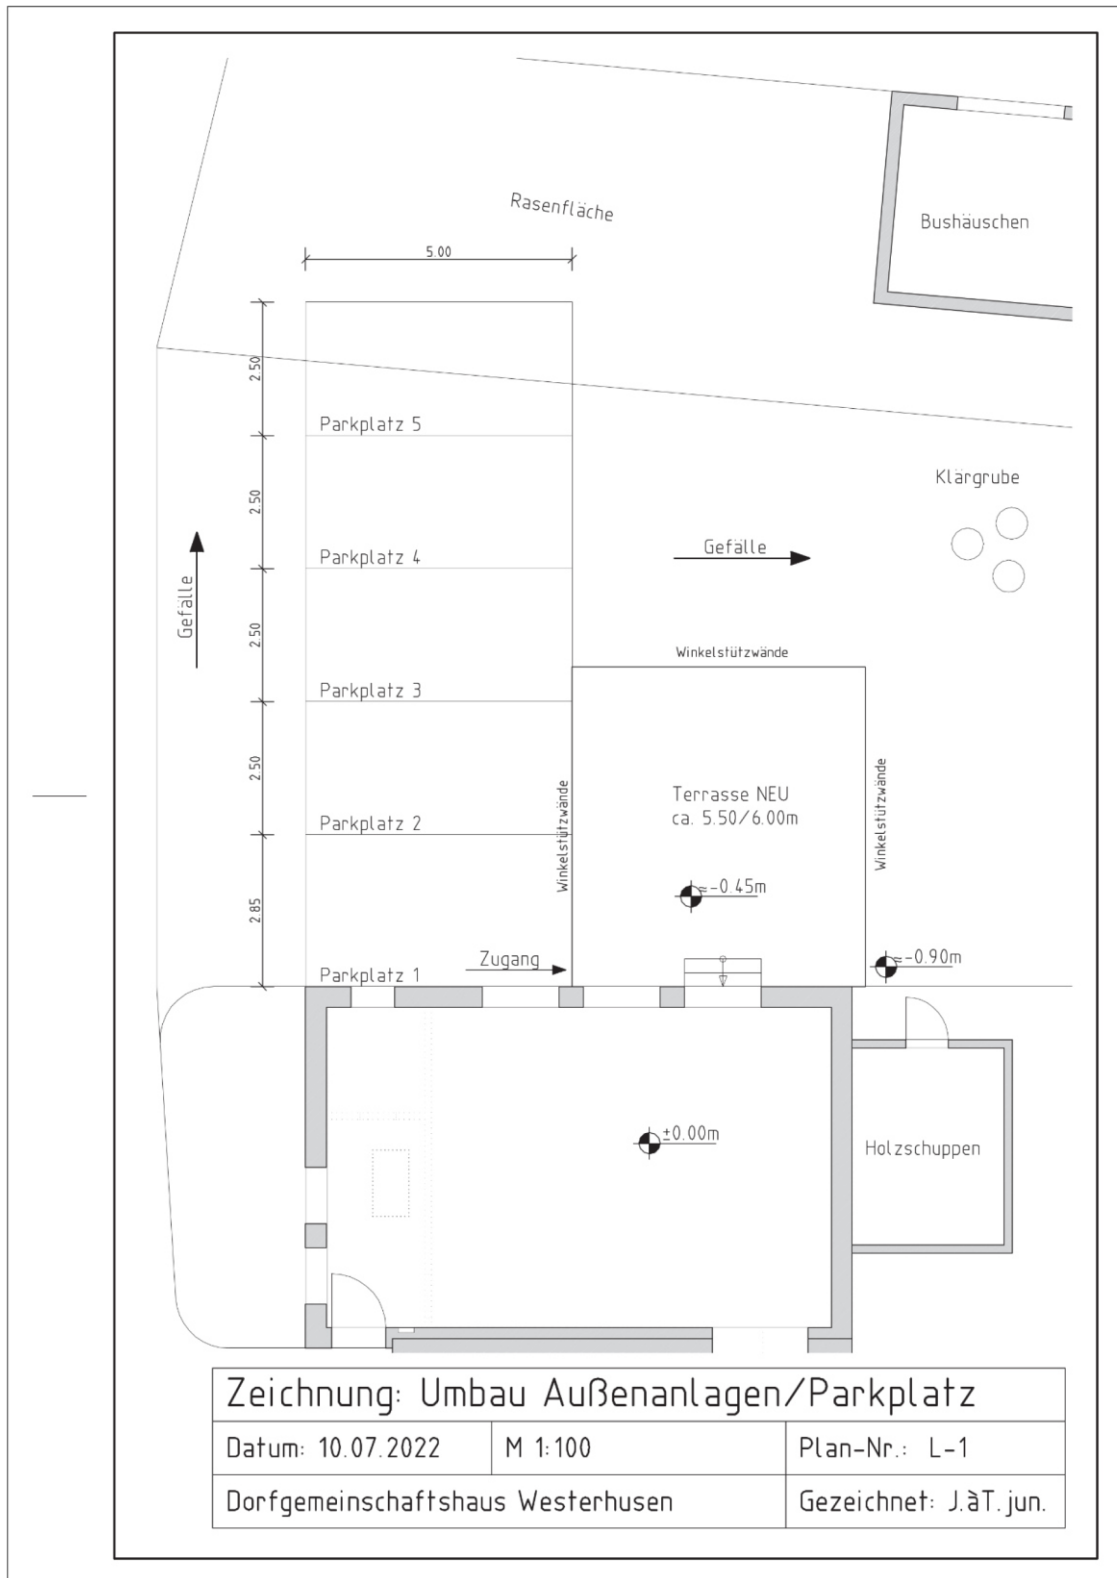 Rasenfläche
Bushäuschen
5.00
2.50
Parkplatz 5
Klärgrube
2.50
Parkplatz 4
Gefälle
Gefälle
2.50
Winkelstützwände
Parkplatz 3
2.50
Winkelstützwände
Terrasse NEU
ca. 5.50/6.00m
Winkelstützwände
Parkplatz 2
≈-0.45m
2.85
Zugang
≈-0.90m
Parkplatz 1
±0.00m
Holzschuppen
Zeichnung: Umbau Außenanlagen/Parkplatz
Datum: 10.07.2022
M 1:100
Plan-Nr.: L-1
Dorfgemeinschaftshaus Westerhusen
Gezeichnet: J.àT. jun.